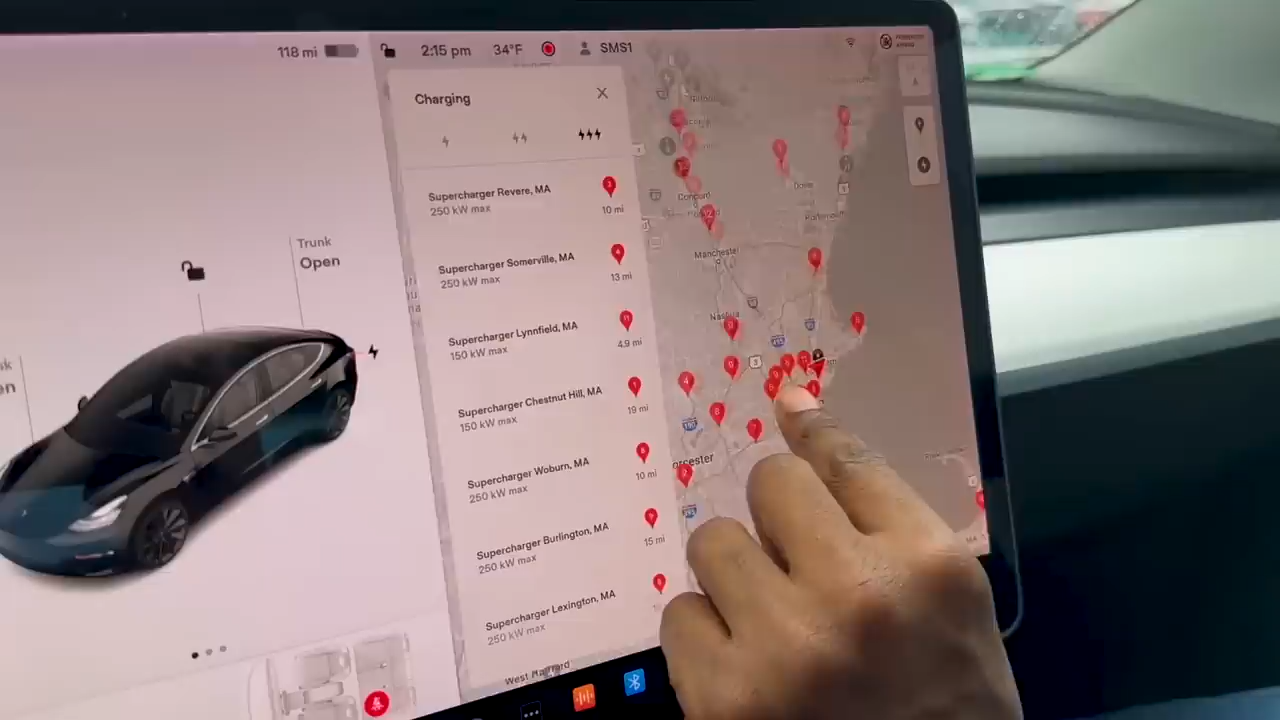 118 mi
2:15 pm
34°F
SMS1
PASSENGER
AIRBAG
Charging
Supercharger Revere, MA
250 kW max
10 mi
Supercharger Somerville, MA
250 kW max
13 mi
Supercharger Lynnfield, MA
150 kW max
4.9 mi
Supercharger Chestnut Hill, MA
150 kW max
19 mi
Supercharger Woburn, MA
250 kW max
10 mi
Supercharger Burlington, MA
250 kW max
15 mi
Supercharger Lexington, MA
250 kW max
Trunk
Open
Concord
Dover
Portsmouth
Manchester
Nashua
orcester